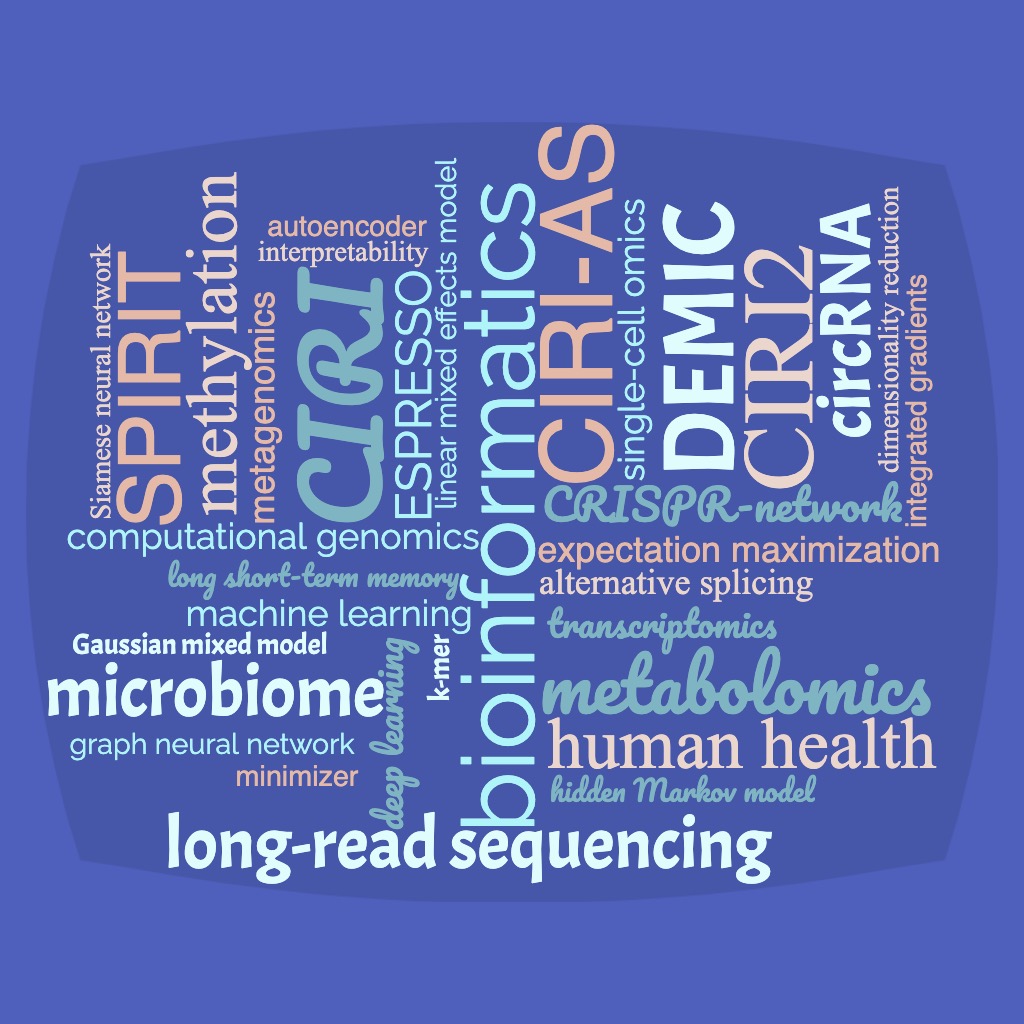 Siamese neural network
SPIRIT
methylation
metagenomics
autoencoder
interpretability
CIRI
ESPRESSO
linear mixed effects model
bioinformatics
CIRI-AS
single-cell omics
DEMIC
CIRI2
circRNA
dimensionality reduction
integrated gradients
CRISPR-network
computational genomics
expectation maximization
long short-term memory
alternative splicing
machine learning
transcriptomics
Gaussian mixed model
k-mer
deep learning
microbiome
metabolomics
graph neural network
human health
minimizer
hidden Markov model
long-read sequencing